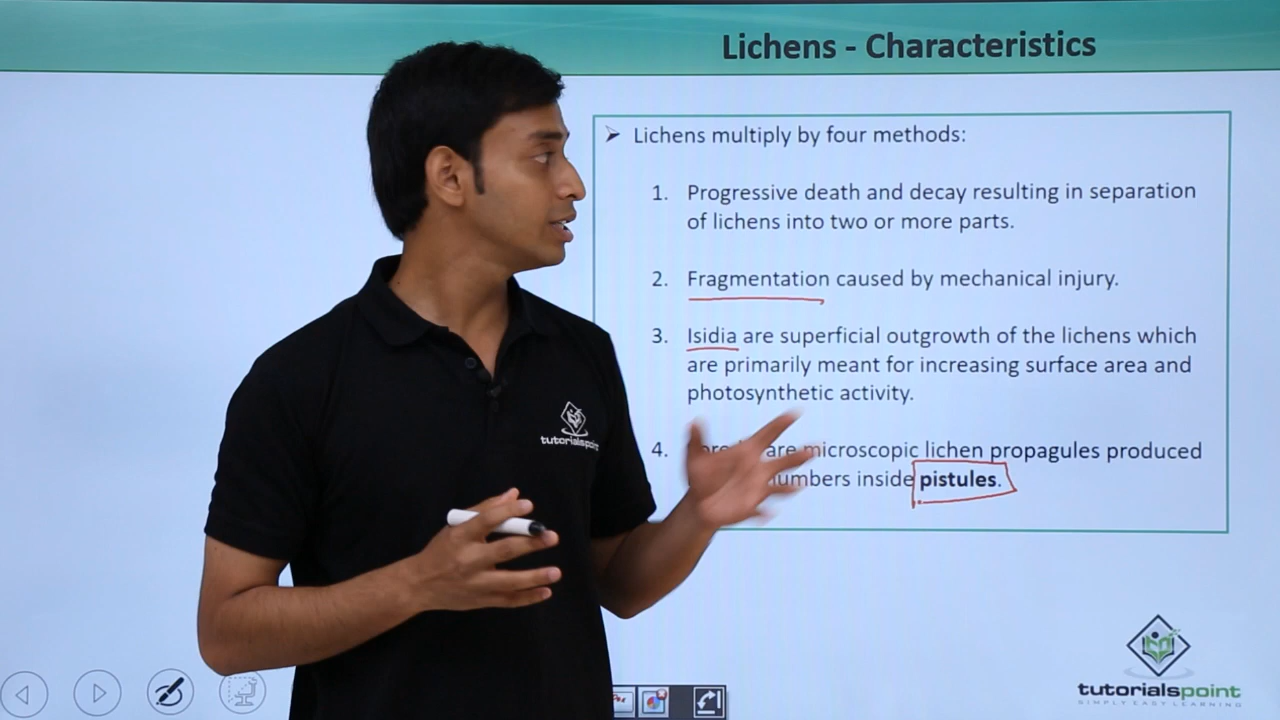 Lichens - Characteristics
➢ Lichens multiply by four methods:
1. Progressive death and decay resulting in separation
of lichens into two or more parts.
2. Fragmentation caused by mechanical injury.
3. Isidia are superficial outgrowth of the lichens which
are primarily meant for increasing surface area and
photosynthetic activity.
4. are microscopic lichen propagules produced
numbers inside pistules.
tutorialspoint
tutorialspoint
SIMPLY EASY LEARNING